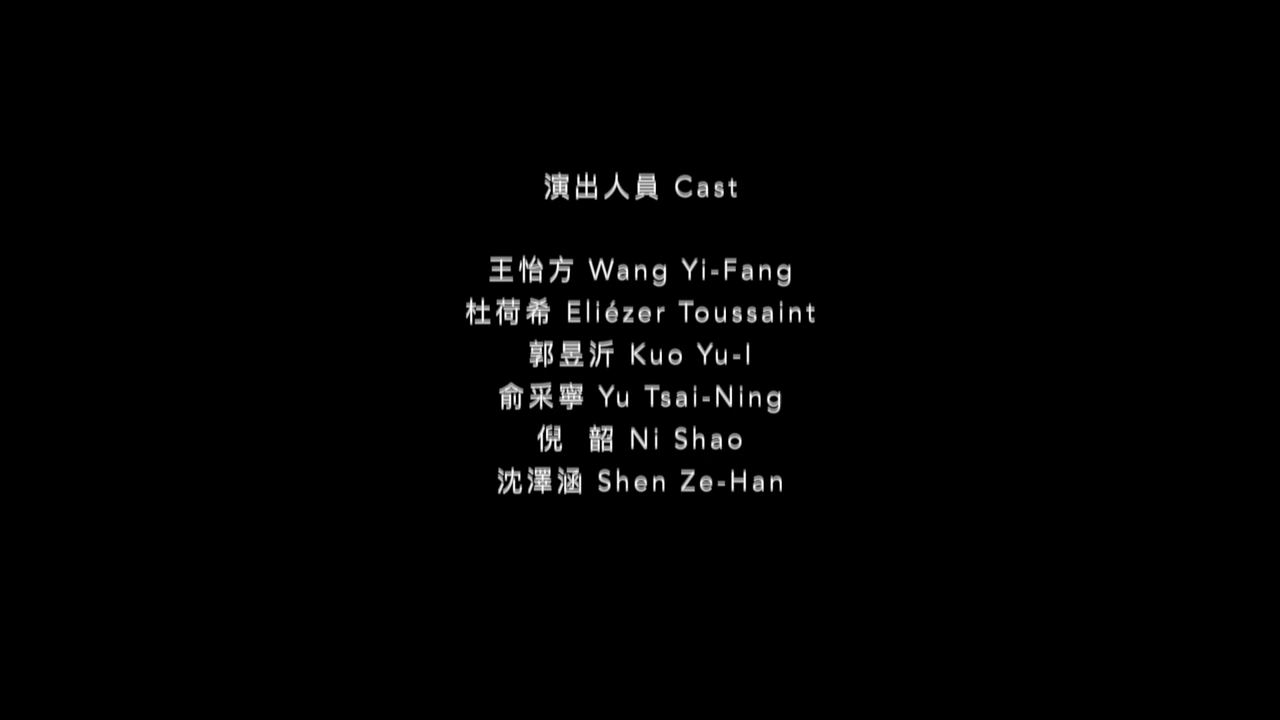 演出人員 Cast
王怡方 Wang Yi-Fang
杜荷希 Eliézer Toussaint
郭昱沂 Kuo Yu-I
俞采寧 Yu Tsai-Ning
倪　韶 Ni Shao
沈澤涵 Shen Ze-Han